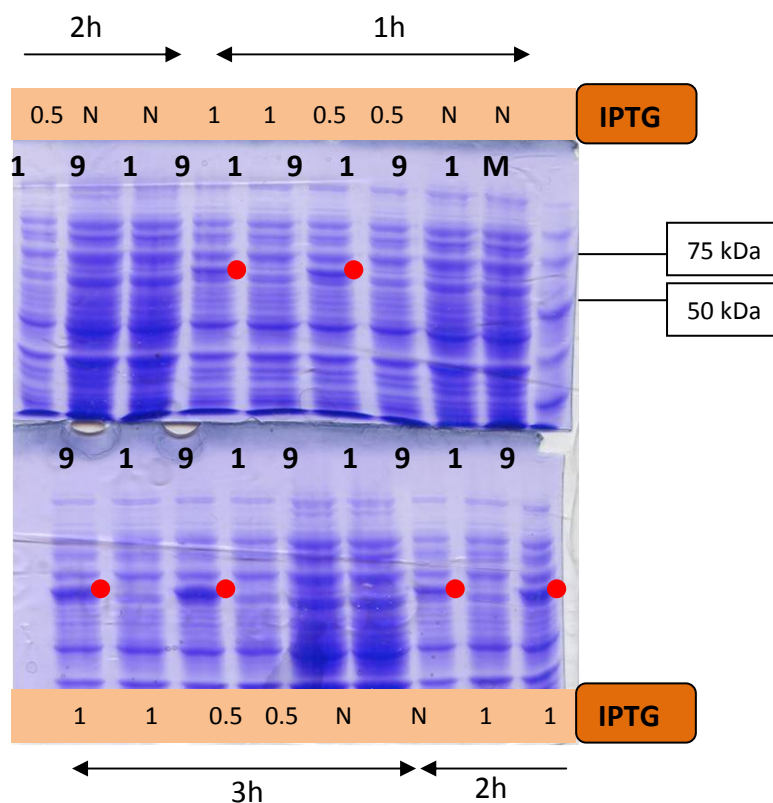 2h 1h
0.5 N N 1 1 0.5 0.5 N N IPTG
1 9 1 9 1 9 1 9 1 M
75 kDa
50 kDa
9 1 9 1 9 1 9 1 9
1 1 0.5 0.5 N N 1 1 IPTG
3h 2h